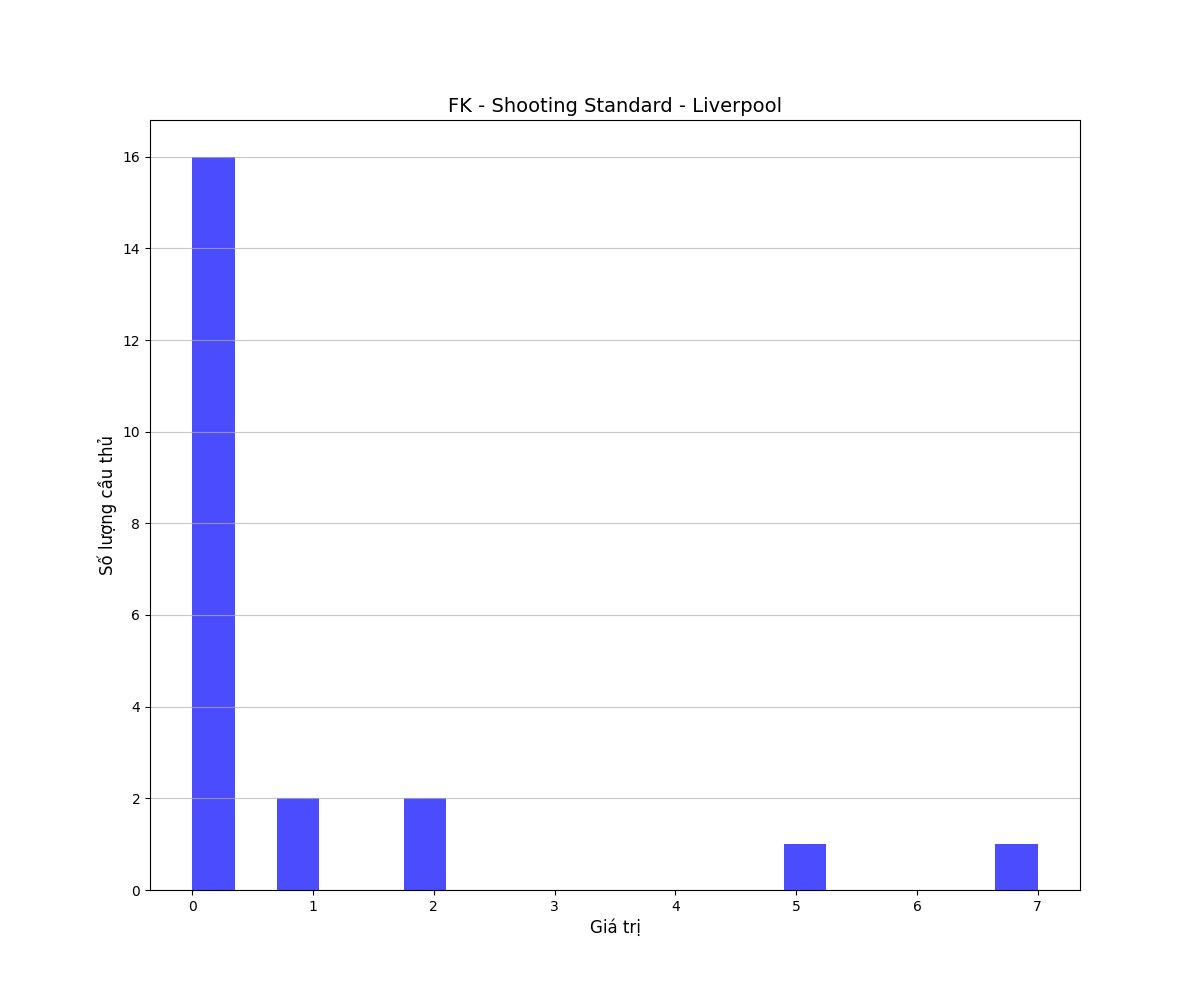 FK - Shooting Standard - Liverpool
16
14
12
10
8
6
4
2
0
Số lượng cầu thủ
0 1 2 3 4 5 6 7
Giá trị